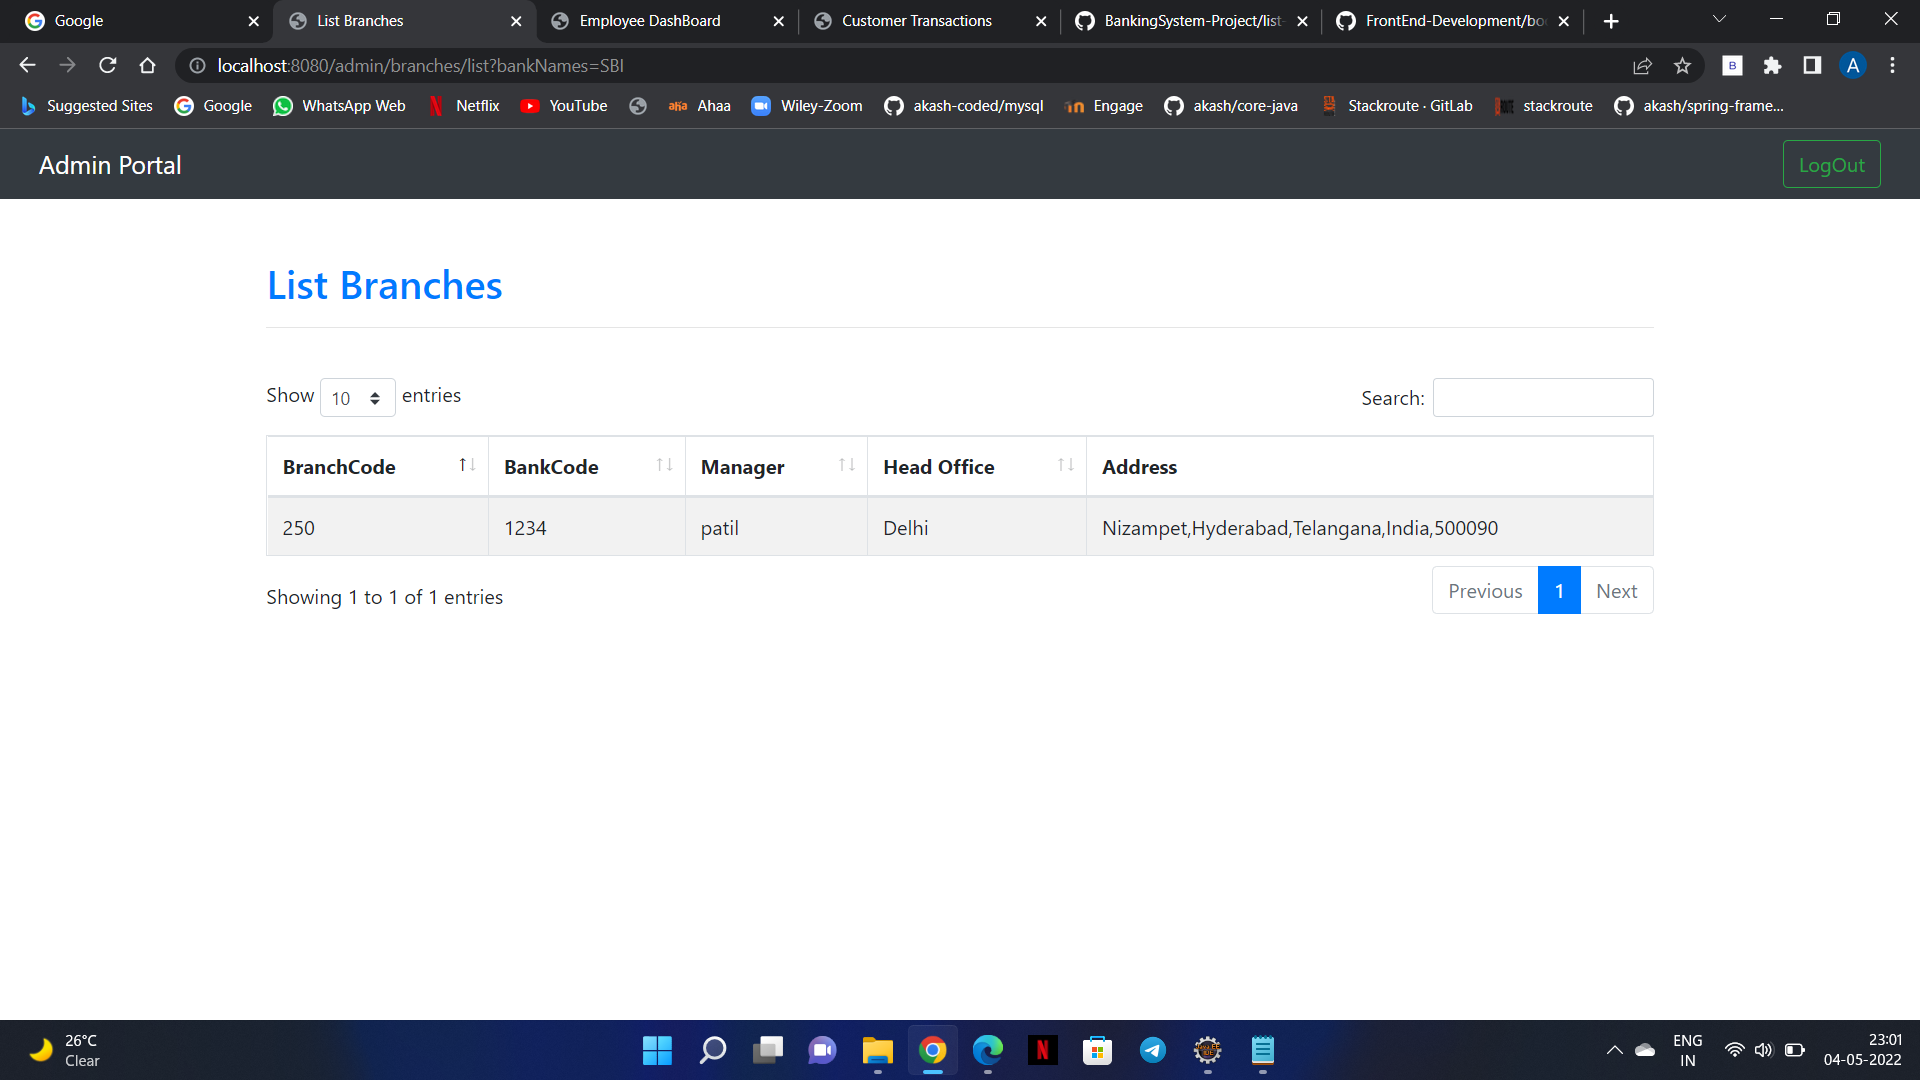 Google
List Branches
Employee DashBoard
Customer Transactions
BankingSystem-Project/list-
FrontEnd-Development/boo
localhost:8080/admin/branches/list?bankNames=SBI
B
A
Suggested Sites
Google
WhatsApp Web
Netflix
YouTube
aha
Ahaa
Wiley-Zoom
akash-coded/mysql
Engage
akash/core-java
Stackroute · GitLab
stackroute
akash/spring-frame...
Admin Portal
LogOut
List Branches
Show 10 entries
Search:
BranchCode BankCode Manager Head Office Address
250 1234 patil Delhi Nizampet,Hyderabad,Telangana,India,500090
Showing 1 to 1 of 1 entries
Previous 1 Next
26°C
Clear
ENG
IN
23:01
04-05-2022